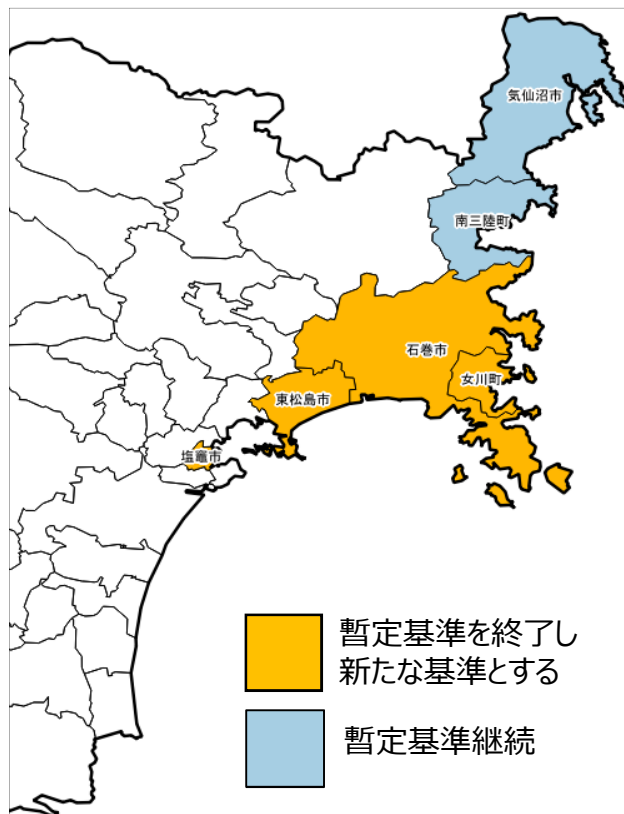 気仙沼市
南三陸町
石巻市
女川町
東松島市
塩竈市
暫定基準を終了し
新たな基準とする
暫定基準継続